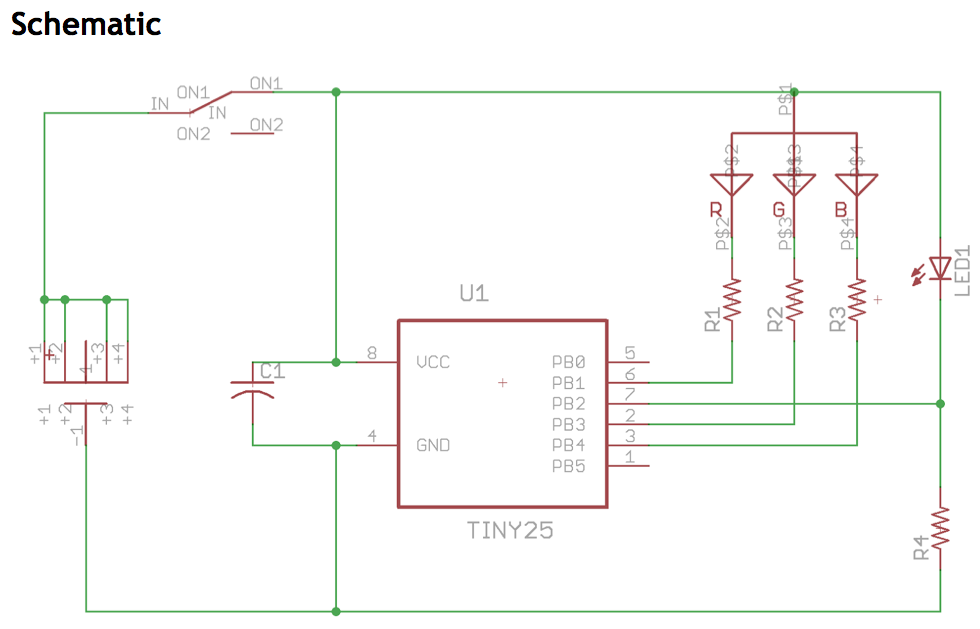 Schematic
ON1
ON1
IN
IN
ON2
ON2
P$1
P$2
P$3
P$4
R
G
B
P$2
P$3
P$4
LED1
R1
R2
R3
U1
+1
+2
+3
+4
1
8
VCC
C1
PB0
5
PB1
6
PB2
7
PB3
2
PB4
3
PB5
1
4
GND
+1
+2
+3
+4
-1
TINY25
R4